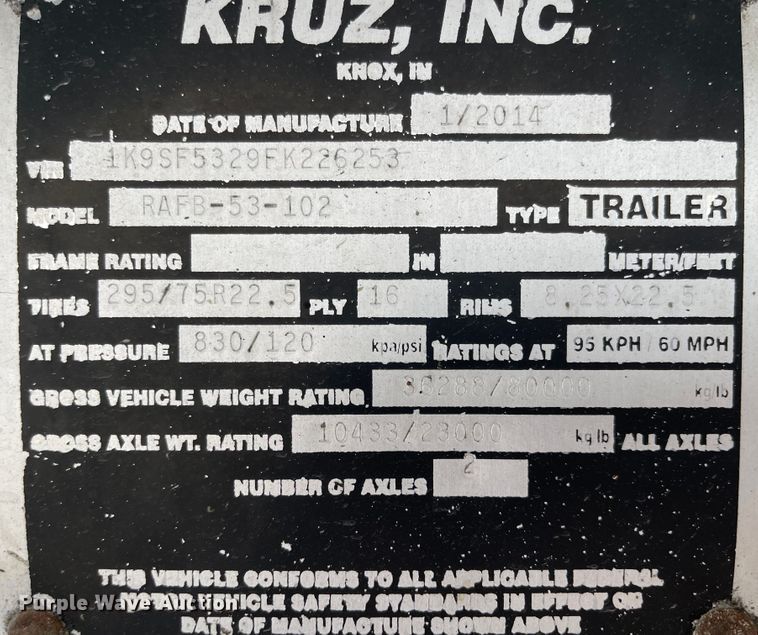 KRUZ, INC.
KNOX, IN
DATE OF MANUFACTURE 1/2014
VIN 1K9SF5329FK226253
MODEL RAFB-53-102 TYPE TRAILER
FRAME RATING IN METER/FEET
TIRES 295/75R22.5 PLY 16 RIMS 8.25X22.5
AT PRESSURE 830/120 kpa/psi RATINGS AT 95 KPH / 60 MPH
GROSS VEHICLE WEIGHT RATING 36288/80000 kg/lb
GROSS AXLE WT. RATING 10433/23000 kg lb ALL AXLES
NUMBER OF AXLES 2
THIS VEHICLE CONFORMS TO ALL APPLICABLE FEDERAL
MOTOR VEHICLE SAFETY STANDARDS IN EFFECT ON
DATE OF MANUFACTURE SHOWN ABOVE
Purple Wave Auction